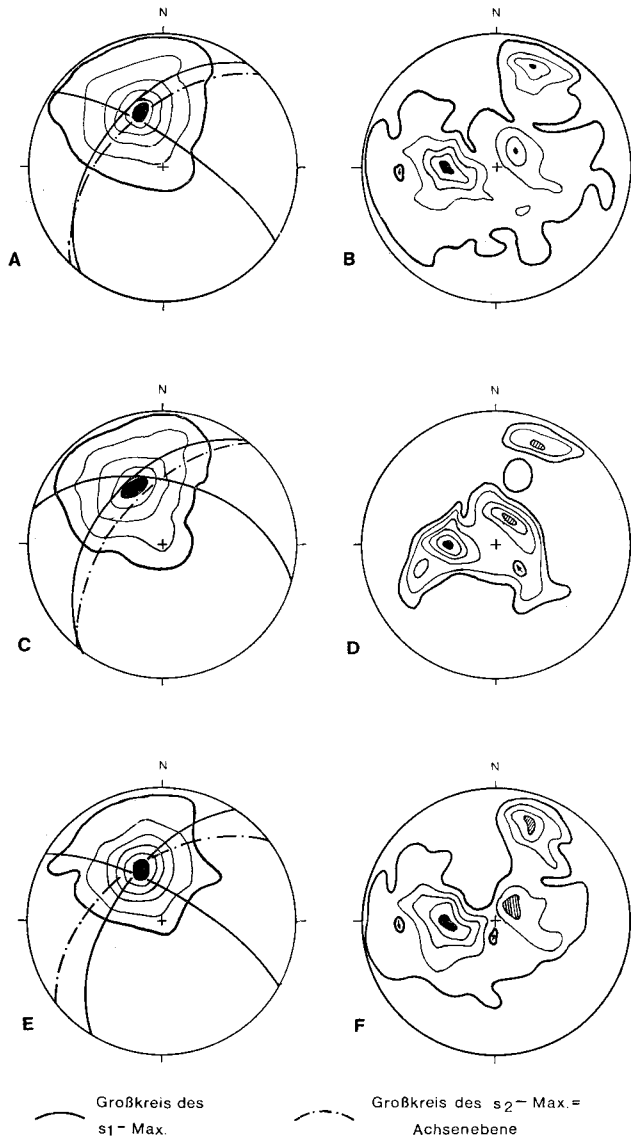 N
N
A
B
N
N
C
D
N
N
E
F
Großkreis des
s1- Max.
Großkreis des s2- Max.=
Achsenebene